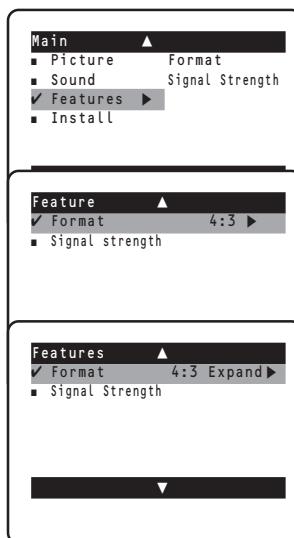 Main ▲
■ Picture Format
■ Sound Signal Strength
✔ Features ▶
■ Install
Feature ▲
✔ Format 4:3 ▶
■ Signal strength
Features ▲
✔ Format 4:3 Expand ▶
■ Signal Strength
▼